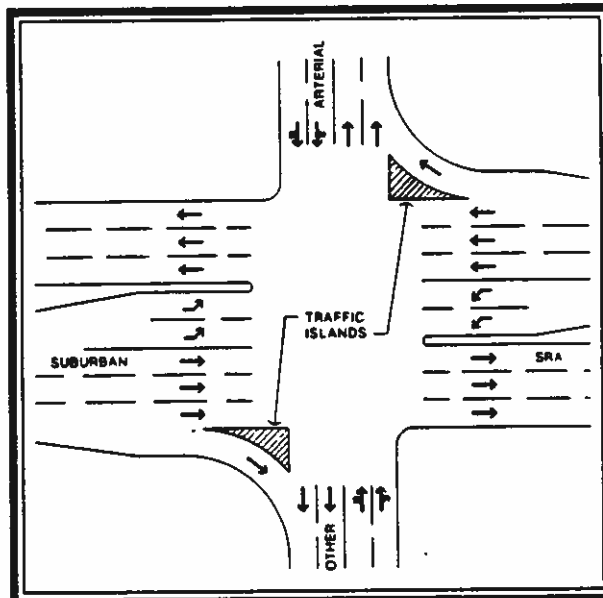 ARTERIAL
TRAFFIC
ISLANDS
SUBURBAN
SRA
OTHER